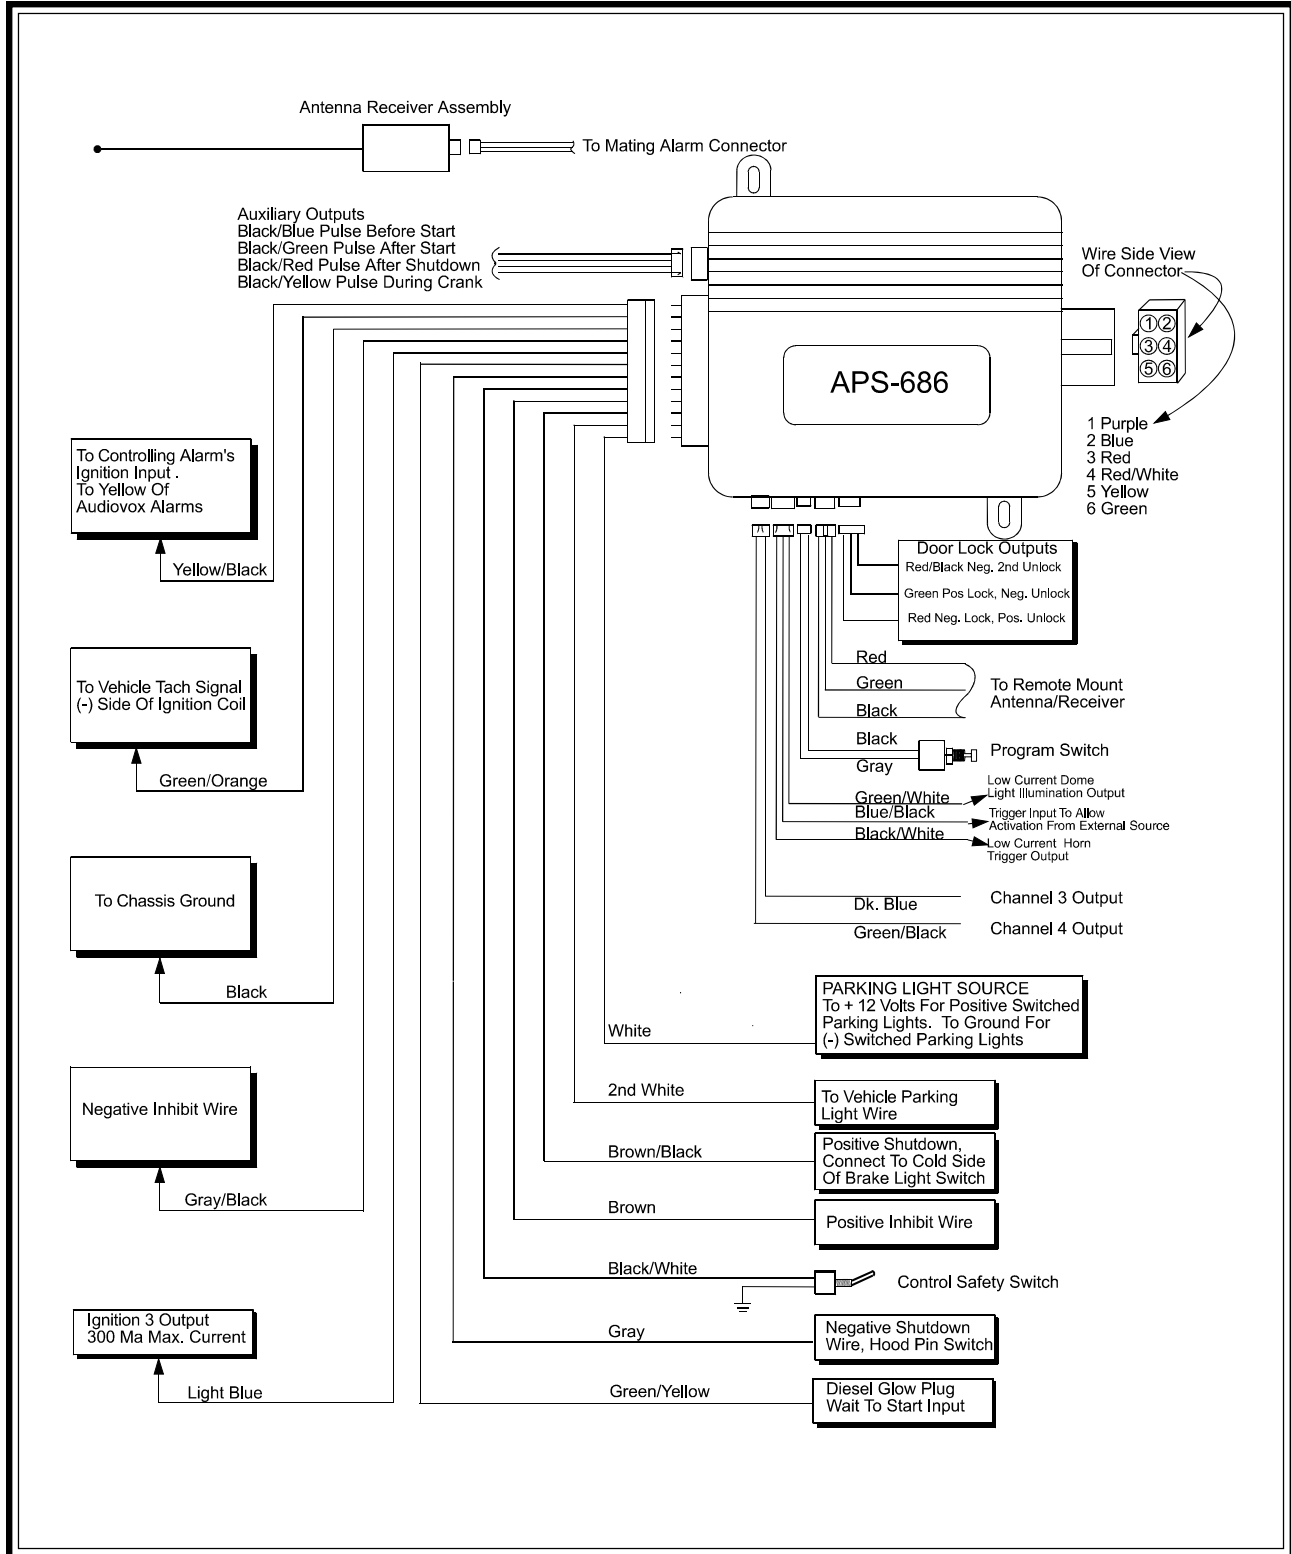 Antenna Receiver Assembly
To Mating Alarm Connector
Auxiliary Outputs
Black/Blue Pulse Before Start
Black/Green Pulse After Start
Black/Red Pulse After Shutdown
Black/Yellow Pulse During Crank
Wire Side View
Of Connector
1 2
3 4
5 6
APS-686
1 Purple
2 Blue
3 Red
4 Red/White
5 Yellow
6 Green
To Controlling Alarm's
Ignition Input .
To Yellow Of
Audiovox Alarms
Yellow/Black
Door Lock Outputs
Red/Black Neg. 2nd Unlock
Green Pos Lock, Neg. Unlock
Red Neg. Lock, Pos. Unlock
To Vehicle Tach Signal
(-) Side Of Ignition Coil
Green/Orange
Red
Green
Black
To Remote Mount
Antenna/Receiver
Black
Gray
Program Switch
Green/White
Blue/Black
Black/White
Low Current Dome
Light Illumination Output
Trigger Input To Allow
Activation From External Source
Low Current Horn
Trigger Output
To Chassis Ground
Black
Dk. Blue
Channel 3 Output
Green/Black
Channel 4 Output
White
PARKING LIGHT SOURCE
To + 12 Volts For Positive Switched
Parking Lights. To Ground For
(-) Switched Parking Lights
Negative Inhibit Wire
Gray/Black
2nd White
To Vehicle Parking
Light Wire
Brown/Black
Positive Shutdown,
Connect To Cold Side
Of Brake Light Switch
Brown
Positive Inhibit Wire
Black/White
Control Safety Switch
Ignition 3 Output
300 Ma Max. Current
Light Blue
Gray
Negative Shutdown
Wire, Hood Pin Switch
Green/Yellow
Diesel Glow Plug
Wait To Start Input